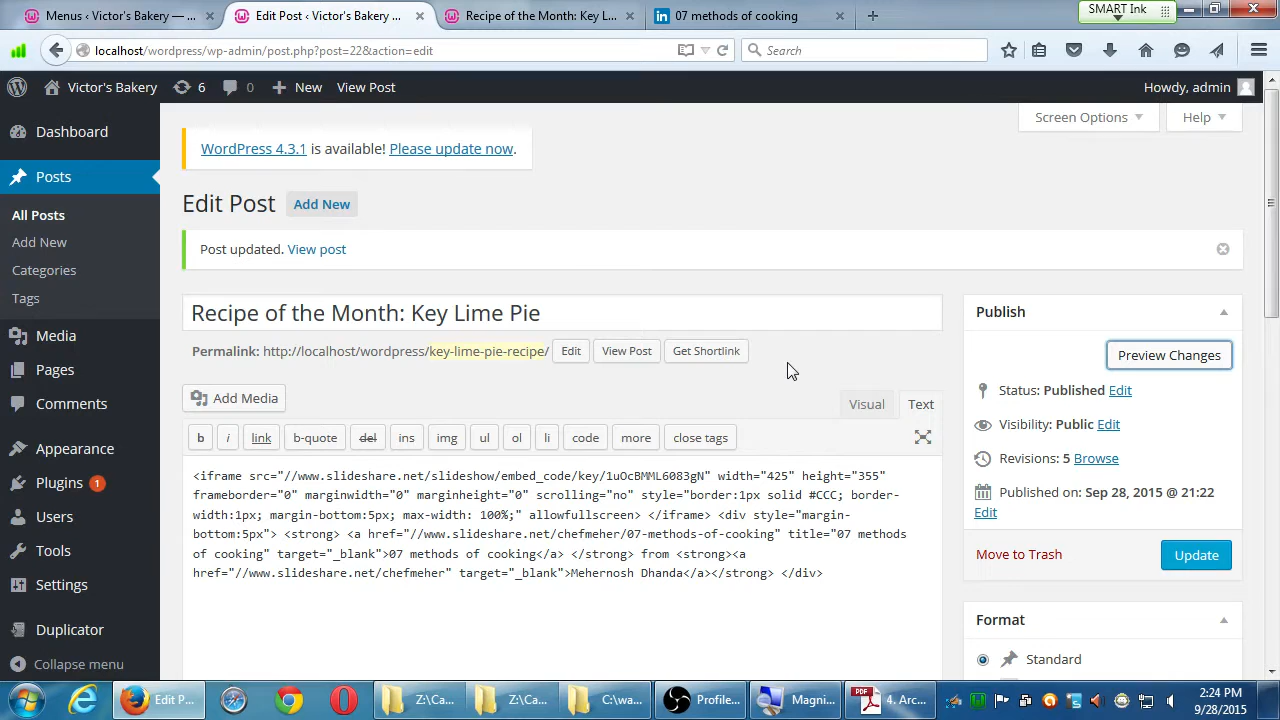 Menus ‹ Victor's Bakery — ... × Edit Post ‹ Victor's Bakery ... × Recipe of the Month: Key L... × 07 methods of cooking × SMART Ink
localhost/wordpress/wp-admin/post.php?post=22&action=edit Search
Victor's Bakery 6 0 New View Post Howdy, admin
Screen Options Help
Dashboard
Posts
All Posts
Add New
Categories
Tags
Media
Pages
Comments
Appearance
Plugins 1
Users
Tools
Settings
Duplicator
Collapse menu
WordPress 4.3.1 is available! Please update now.
Edit Post Add New
Post updated. View post
Recipe of the Month: Key Lime Pie
Permalink: http://localhost/wordpress/key-lime-pie-recipe/ Edit View Post Get Shortlink
Add Media
Visual Text
b i link b-quote del ins img ul ol li code more close tags
<iframe src="//www.slideshare.net/slideshow/embed_code/key/1uOcBMML6083gN" width="425" height="355"
frameborder="0" marginwidth="0" marginheight="0" scrolling="no" style="border:1px solid #CCC; border-
width:1px; margin-bottom:5px; max-width: 100%;" allowfullscreen> </iframe> <div style="margin-
bottom:5px"> <strong> <a href="//www.slideshare.net/chefmeher/07-methods-of-cooking" title="07 methods
of cooking" target="_blank">07 methods of cooking</a> </strong> from <strong><a
href="//www.slideshare.net/chefmeher" target="_blank">Mehernosh Dhanda</a></strong> </div>
Publish
Preview Changes
Status: Published Edit
Visibility: Public Edit
Revisions: 5 Browse
Published on: Sep 28, 2015 @ 21:22
Edit
Move to Trash Update
Format
Standard
Edit P... Z:\Ca... Z:\Ca... C:\wa... Profile... Magni... 4. Arc...
2:24 PM
9/28/2015